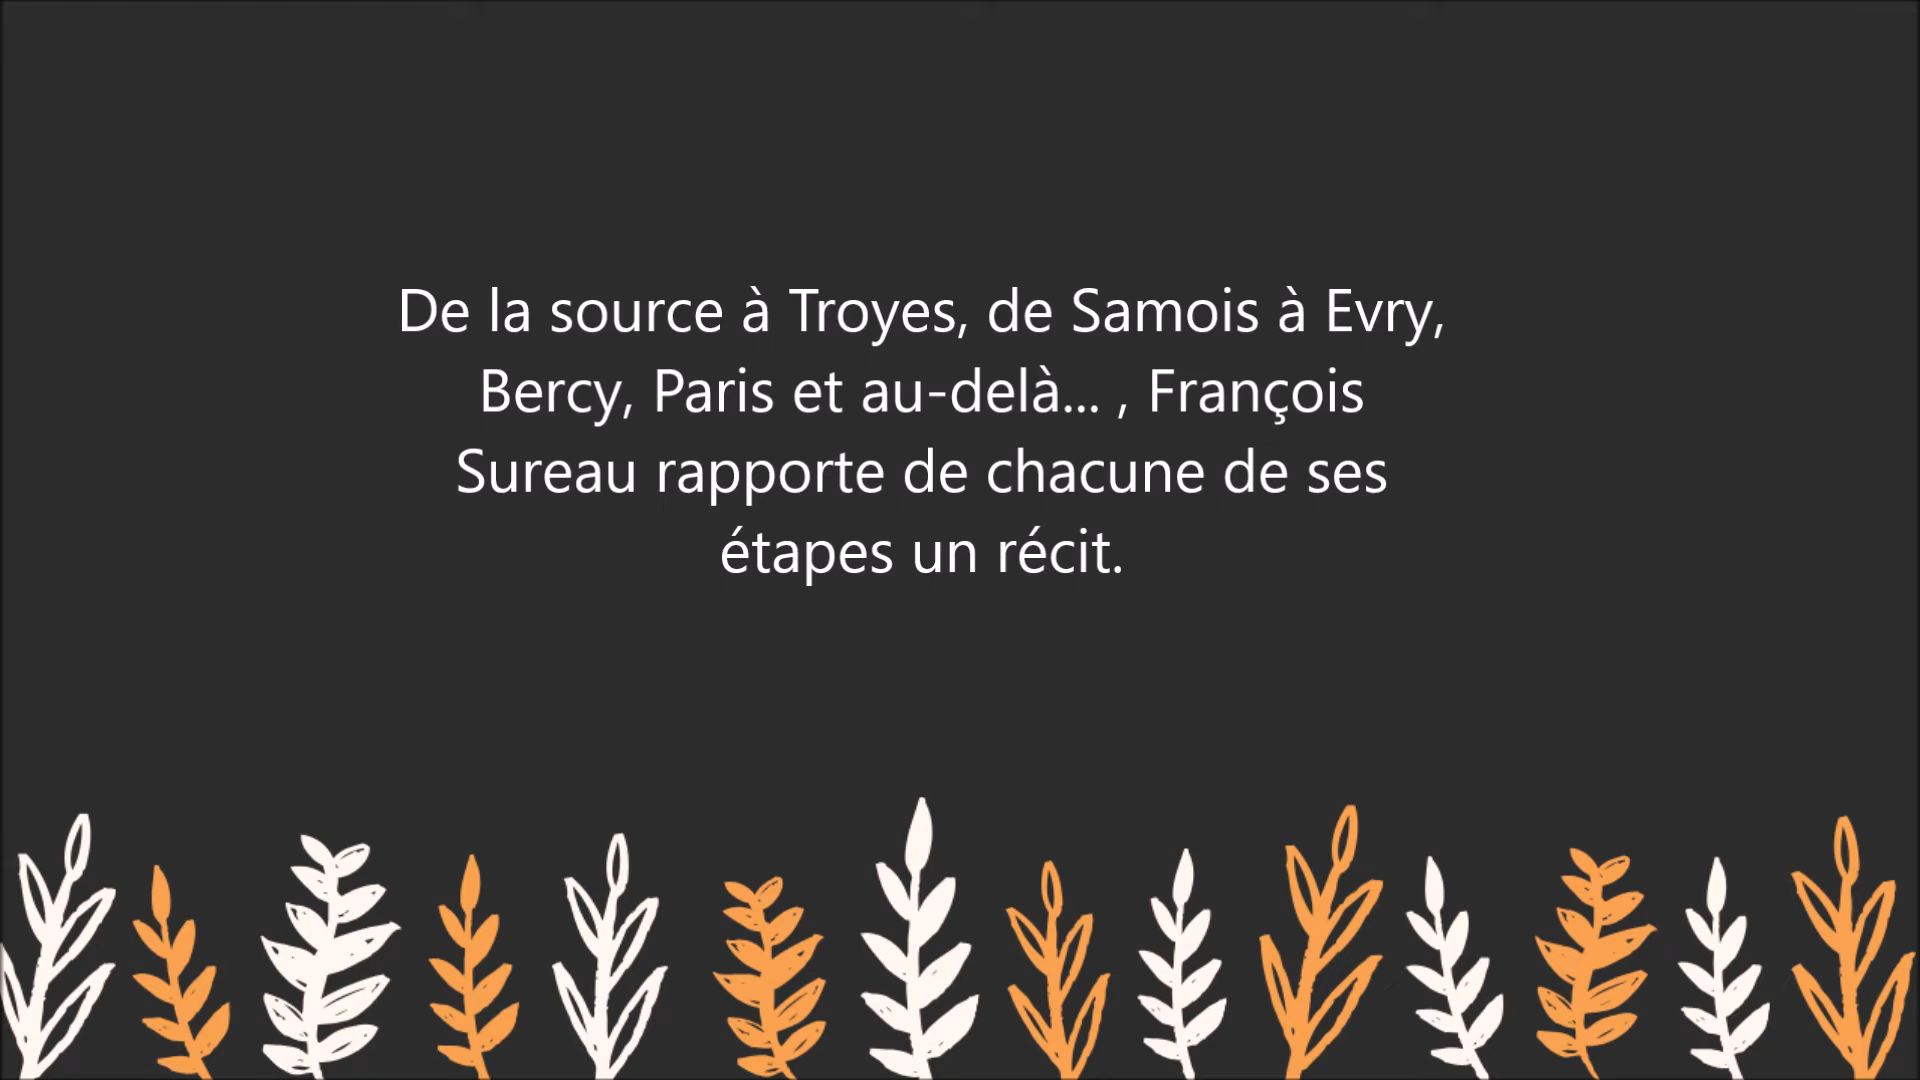 De la source à Troyes, de Samois à Evry,
Bercy, Paris et au-delà... , François
Sureau rapporte de chacune de ses
étapes un récit.